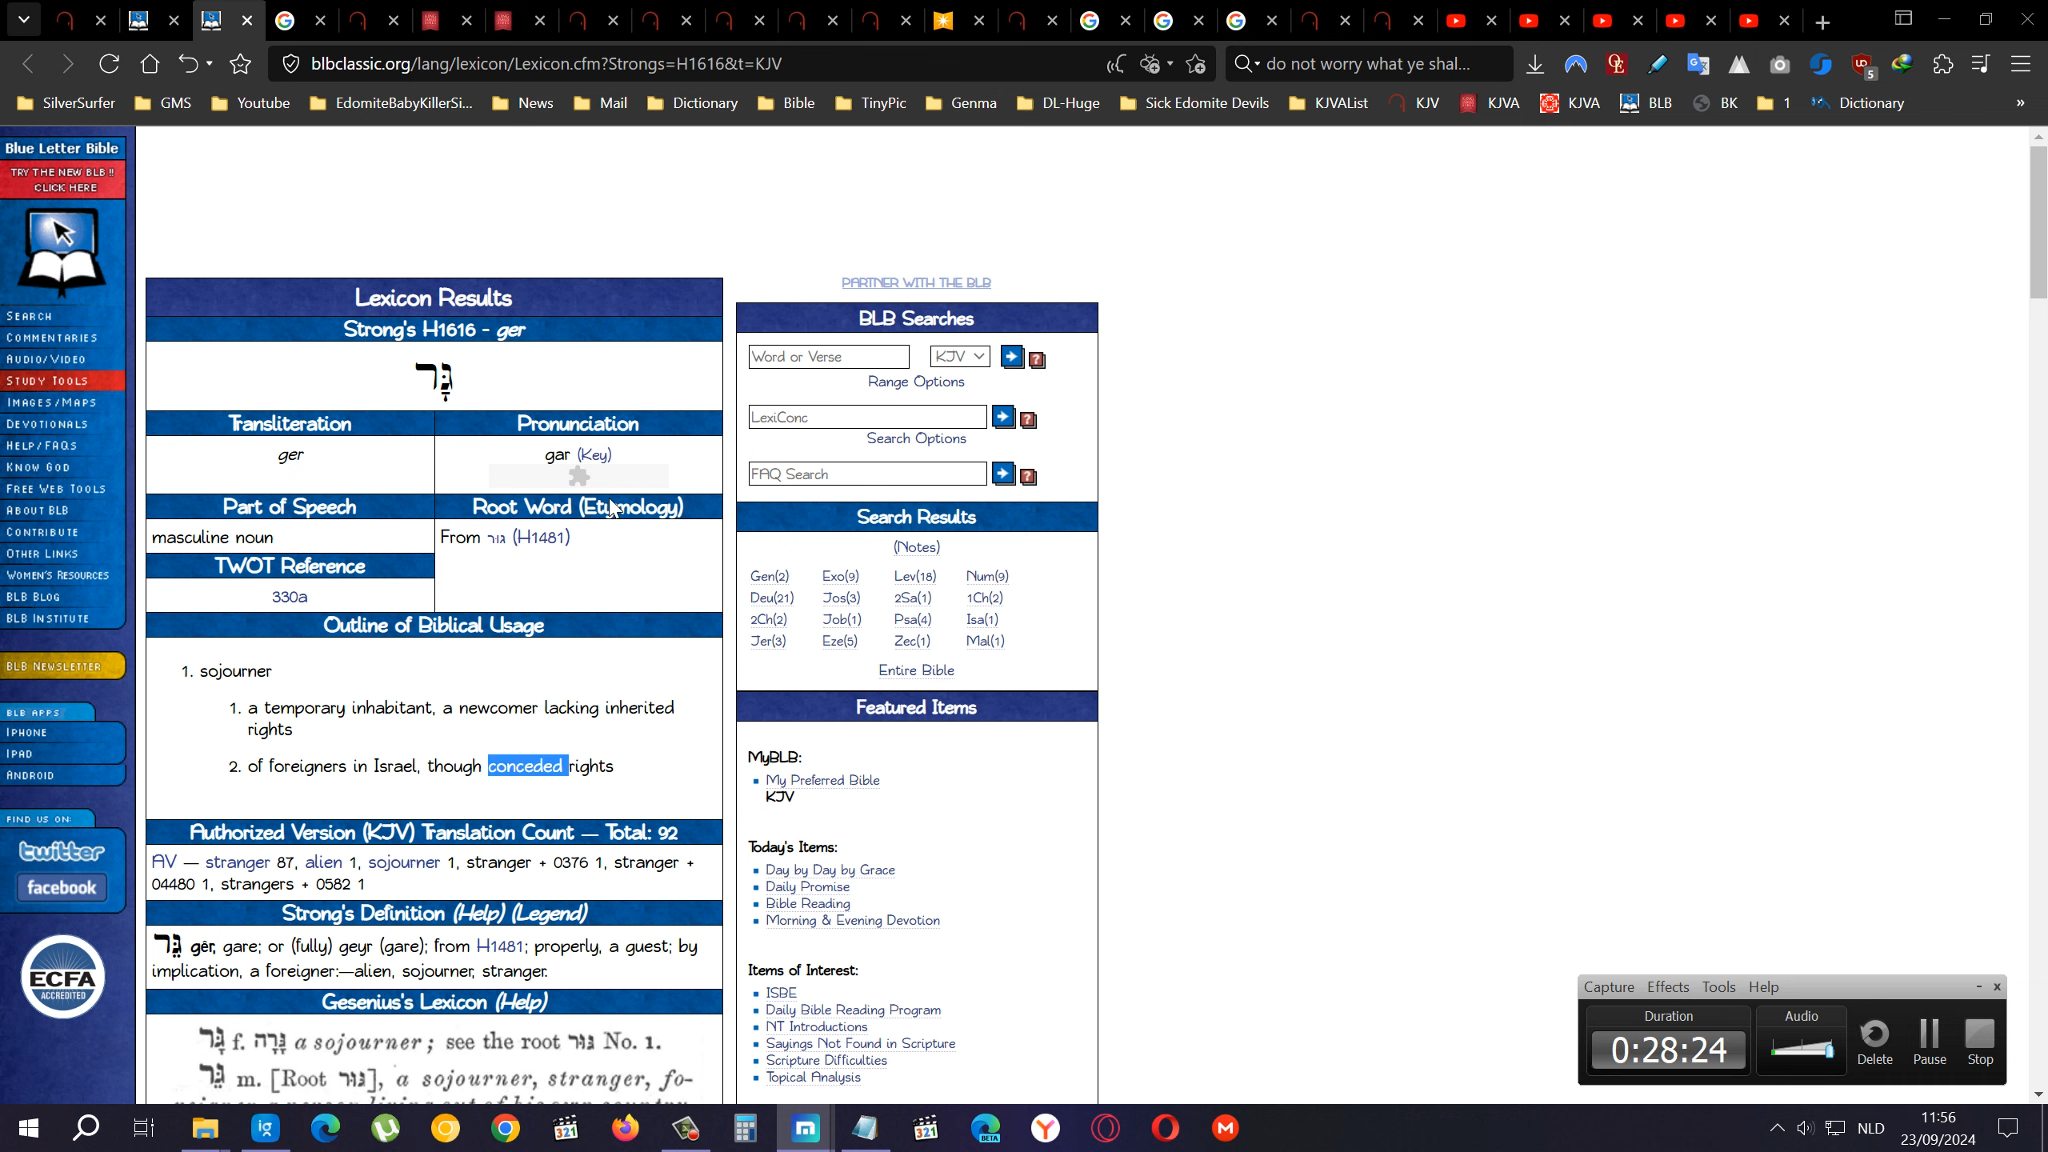 blbclassic.org/lang/lexicon/Lexicon.cfm?Strongs=H1616&t=KJV
do not worry what ye shal...
SilverSurfer GMS Youtube EdomiteBabyKillerSi... News Mail Dictionary Bible TinyPic Genma DL-Huge Sick Edomite Devils KJVAList KJV KJVA KJVA BLB BK 1 Dictionary »
Blue Letter Bible
TRY THE NEW BLB !!
CLICK HERE
SEARCH
COMMENTARIES
AUDIO/VIDEO
STUDY TOOLS
IMAGES/MAPS
DEVOTIONALS
HELP/FAQS
KNOW GOD
FREE WEB TOOLS
ABOUT BLB
CONTRIBUTE
OTHER LINKS
WOMEN'S RESOURCES
BLB BLOG
BLB INSTITUTE
BLB NEWSLETTER
BLB APPS
IPHONE
IPAD
ANDROID
FIND US ON:
twitter
facebook
ECFA
ACCREDITED
Lexicon Results
Strong's H1616 - ger
גָּר
Transliteration Pronunciation
ger
gar (Key)
Part of Speech Root Word (Etymology)
masculine noun
From גור (H1481)
TWOT Reference
330a
Outline of Biblical Usage
1. sojourner
1. a temporary inhabitant, a newcomer lacking inherited
rights
2. of foreigners in Israel, though conceded rights
Authorized Version (KJV) Translation Count — Total: 92
AV — stranger 87, alien 1, sojourner 1, stranger + 0376 1, stranger +
04480 1, strangers + 0582 1
Strong's Definition (Help) (Legend)
גֵּר gêr, gare; or (fully) geyr (gare); from H1481; properly, a guest; by
implication, a foreigner:—alien, sojourner, stranger.
Gesenius's Lexicon (Help)
גָּר f. גָּרָה a sojourner; see the root גּוּר No. 1.
גֵּר m. [Root גּוּר], a sojourner, stranger, fo-
PARTNER WITH THE BLB
BLB Searches
Word or Verse KJV
Range Options
LexiConc
Search Options
FAQ Search
Search Results
(Notes)
Gen(2) Exo(9) Lev(18) Num(9)
Deu(21) Jos(3) 2Sa(1) 1Ch(2)
2Ch(2) Job(1) Psa(4) Isa(1)
Jer(3) Eze(5) Zec(1) Mal(1)
Entire Bible
Featured Items
MyBLB:
My Preferred Bible
KJV
Today's Items:
Day by Day by Grace
Daily Promise
Bible Reading
Morning & Evening Devotion
Items of Interest:
ISBE
Daily Bible Reading Program
NT Introductions
Sayings Not Found in Scripture
Scripture Difficulties
Topical Analysis
Capture Effects Tools Help
Duration Audio
0:28:24
Delete Pause Stop
NLD
11:56
23/09/2024